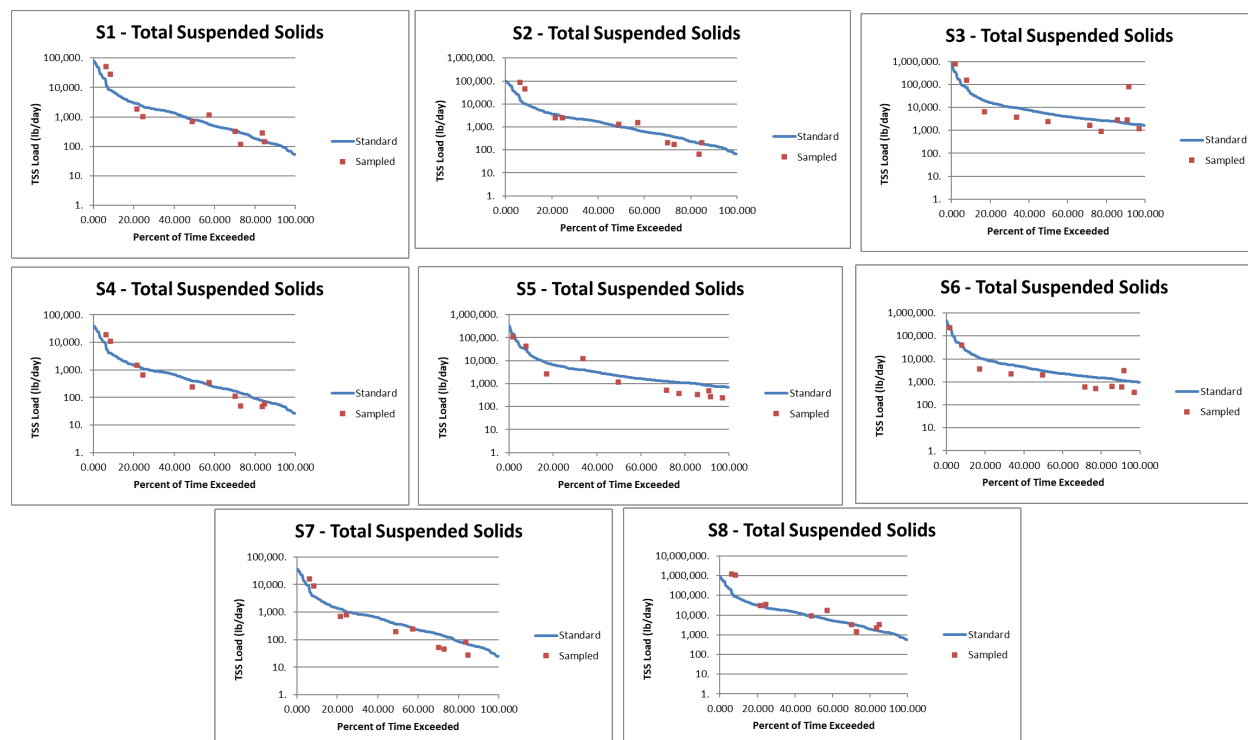 S1 - Total Suspended Solids
TSS Load (lb/day)
100,000.
10,000.
1,000.
100.
10.
1.
0.000 20.000 40.000 60.000 80.000 100.000
Percent of Time Exceeded
Standard
Sampled
S2 - Total Suspended Solids
TSS Load (lb/day)
1,000,000.
100,000.
10,000.
1,000.
100.
10.
1.
0.000 20.000 40.000 60.000 80.000 100.000
Percent of Time Exceeded
Standard
Sampled
S3 - Total Suspended Solids
TSS Load (lb/day)
1,000,000.
100,000.
10,000.
1,000.
100.
10.
1.
0.000 20.000 40.000 60.000 80.000 100.000
Percent of Time Exceeded
Standard
Sampled
S4 - Total Suspended Solids
TSS Load (lb/day)
100,000.
10,000.
1,000.
100.
10.
1.
0.000 20.000 40.000 60.000 80.000 100.000
Percent of Time Exceeded
Standard
Sampled
S5 - Total Suspended Solids
TSS Load (lb/day)
1,000,000.
100,000.
10,000.
1,000.
100.
10.
1.
0.000 20.000 40.000 60.000 80.000 100.000
Percent of Time Exceeded
Standard
Sampled
S6 - Total Suspended Solids
TSS Load (lb/day)
1,000,000.
100,000.
10,000.
1,000.
100.
10.
1.
0.000 20.000 40.000 60.000 80.000 100.000
Percent of Time Exceeded
Standard
Sampled
S7 - Total Suspended Solids
TSS Load (lb/day)
100,000.
10,000.
1,000.
100.
10.
1.
0.000 20.000 40.000 60.000 80.000 100.000
Percent of Time Exceeded
Standard
Sampled
S8 - Total Suspended Solids
TSS Load (lb/day)
10,000,000.
1,000,000.
100,000.
10,000.
1,000.
100.
10.
1.
0.000 20.000 40.000 60.000 80.000 100.000
Percent of Time Exceeded
Standard
Sampled